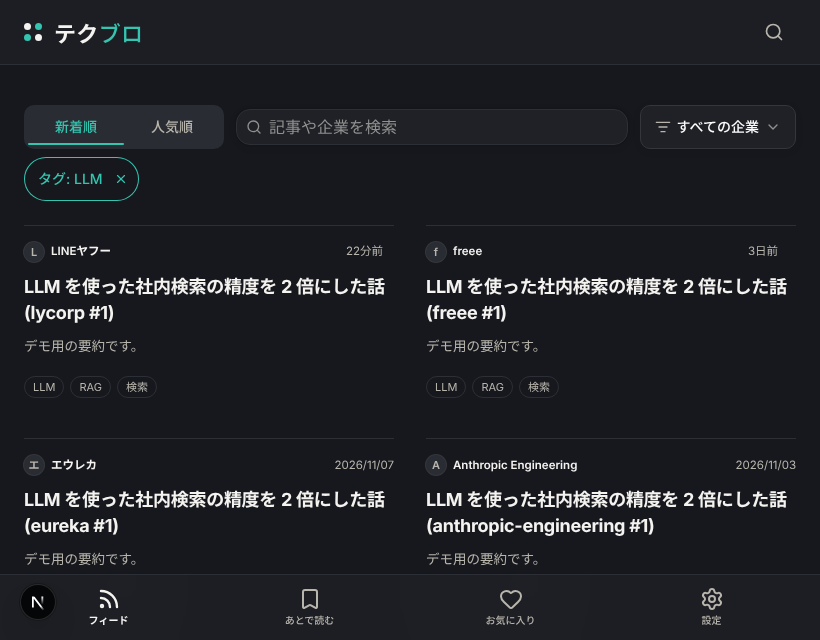 テクブロ
新着順
人気順
記事や企業を検索
すべての企業
タグ: LLM ×
L LINEヤフー 22分前
LLM を使った社内検索の精度を 2 倍にした話
(lycorp #1)
デモ用の要約です。
LLM RAG 検索
f freee 3日前
LLM を使った社内検索の精度を 2 倍にした話
(freee #1)
デモ用の要約です。
LLM RAG 検索
エ エウレカ 2026/11/07
LLM を使った社内検索の精度を 2 倍にした話
(eureka #1)
デモ用の要約です。
A Anthropic Engineering 2026/11/03
LLM を使った社内検索の精度を 2 倍にした話
(anthropic-engineering #1)
デモ用の要約です。
N
フィード
あとで読む
お気に入り
設定